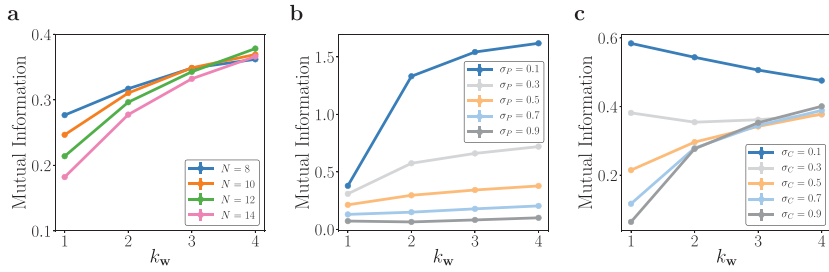 a
Mutual Information
0.4
0.3
0.2
0.1
1 2 3 4
k_w
N = 8
N = 10
N = 12
N = 14
b
Mutual Information
1.5
1.0
0.5
0.0
1 2 3 4
k_w
σ_P = 0.1
σ_P = 0.3
σ_P = 0.5
σ_P = 0.7
σ_P = 0.9
c
Mutual Information
0.6
0.4
0.2
1 2 3 4
k_w
σ_C = 0.1
σ_C = 0.3
σ_C = 0.5
σ_C = 0.7
σ_C = 0.9